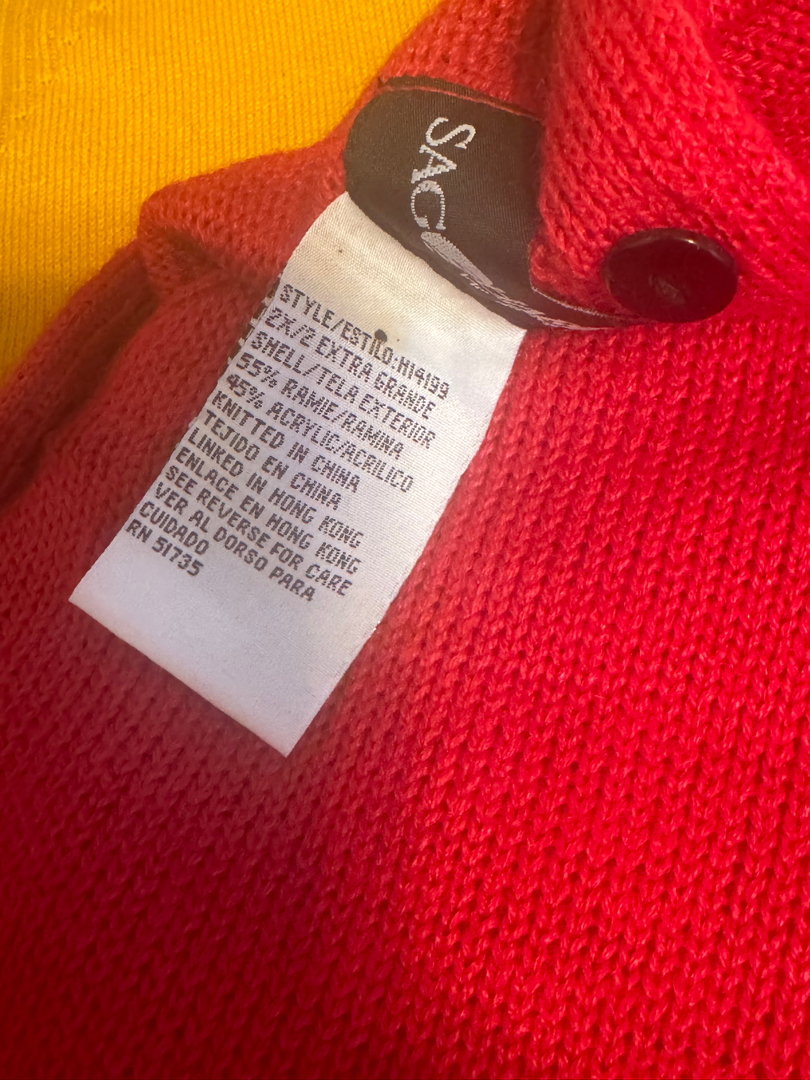 SAG
STYLE/ESTILO:H14199
2X/2 EXTRA GRANDE
SHELL/TELA EXTERIOR
55% RAMIE/RAMINA
45% ACRYLIC/ACRILICO
KNITTED IN CHINA
TEJIDO EN CHINA
LINKED IN HONG KONG
ENLACE EN HONG KONG
SEE REVERSE FOR CARE
VER AL DORSO PARA
CUIDADO
RN 51735